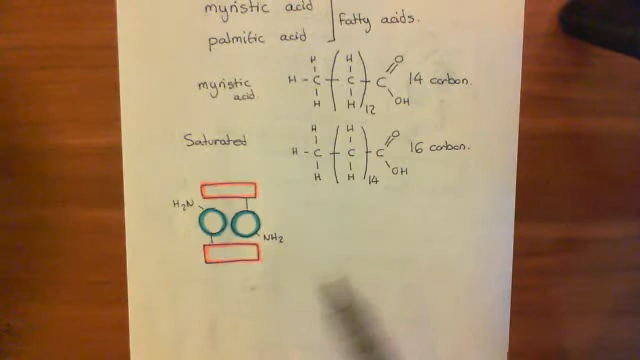 myristic acid
palmitic acid
fatty acids.
myristic acid.
H H O
H - C - C - C 14 carbon.
H H OH
12
Saturated
H H O
H - C - C - C 16 carbon.
H H OH
14
H₂N
NH₂